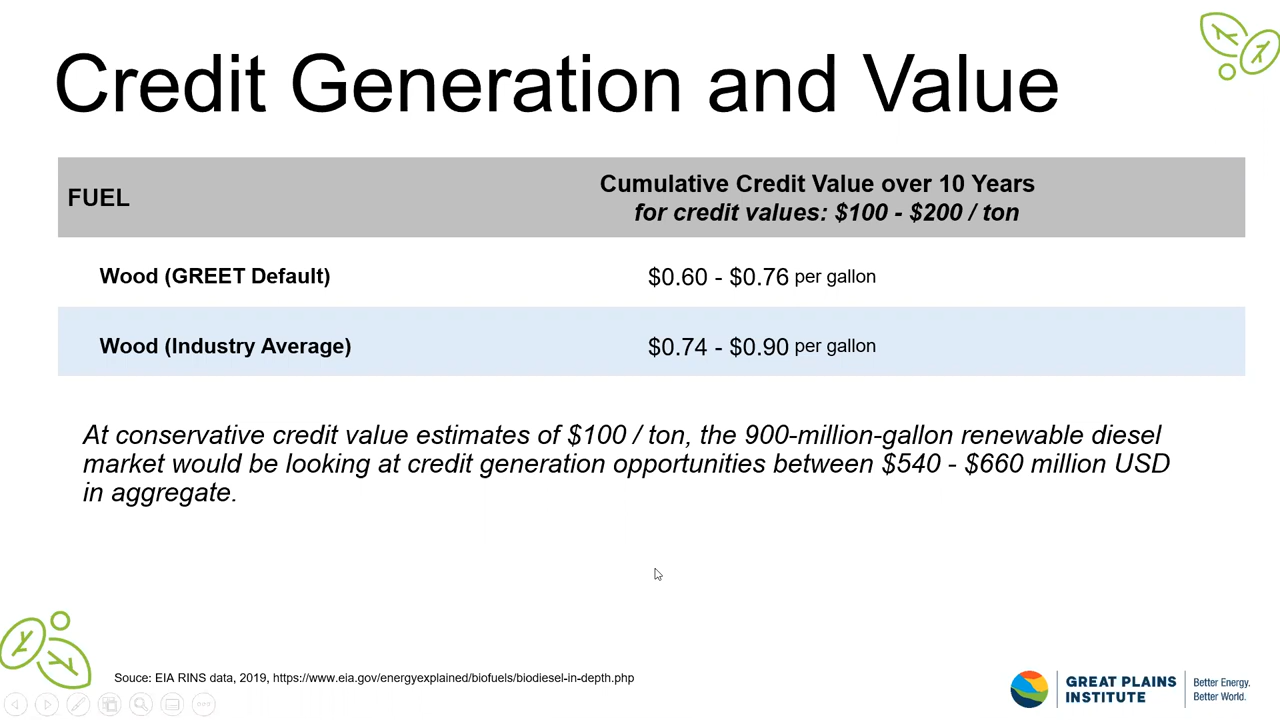 Credit Generation and Value
FUEL
Cumulative Credit Value over 10 Years
for credit values: $100 - $200 / ton
Wood (GREET Default)
$0.60 - $0.76 per gallon
Wood (Industry Average)
$0.74 - $0.90 per gallon
At conservative credit value estimates of $100 / ton, the 900-million-gallon renewable diesel
market would be looking at credit generation opportunities between $540 - $660 million USD
in aggregate.
Souce: EIA RINS data, 2019, https://www.eia.gov/energyexplained/biofuels/biodiesel-in-depth.php
GREAT PLAINS
INSTITUTE
Better Energy.
Better World.